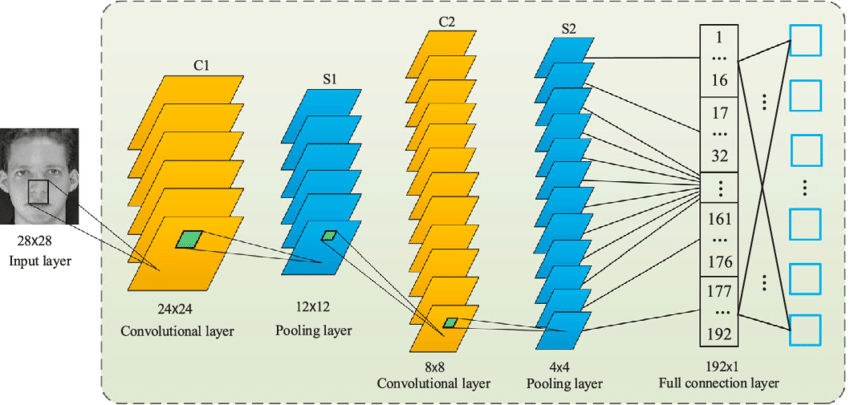 C1
S1
C2
S2
28x28
Input layer
24x24
Convolutional layer
12x12
Pooling layer
8x8
Convolutional layer
4x4
Pooling layer
1
...
16
17
...
32
...
161
...
176
177
...
192
192x1
Full connection layer
...
...
...